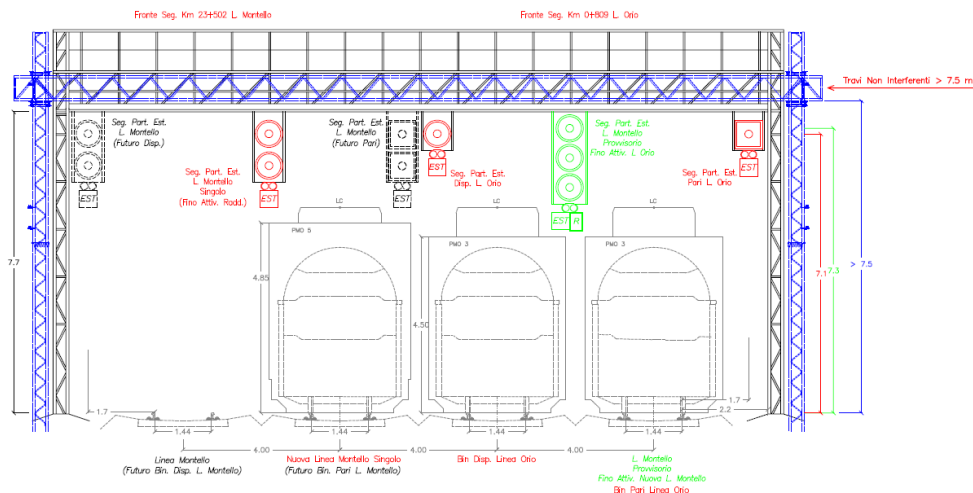 Fronte Seg. Km 23+502 L. Montello
Fronte Seg. Km 0+809 L. Orio
Travi Non Interferenti > 7.5 m
Seg. Part. Est.
L. Montello
(Futuro Disp.)
EST
Seg. Part. Est.
L. Montello
Singolo
(Fino Attiv. Radd.)
EST
Seg. Part. Est.
L. Montello
(Futuro Pari)
EST
EST
Seg. Part. Est.
Disp. L. Orio
Seg. Part. Est.
L. Montello
Provvisorio
Fino Attiv. L. Orio
EST
R
EST
Seg. Part. Est.
Pari L. Orio
LC
LC
LC
PMO 5
PMO 3
PMO 3
7.7
4.85
4.50
7.1
7.3
> 7.5
1.7
1.7
2.2
1.44
1.44
1.44
1.44
4.00
4.00
4.00
Linea Montello
(Futuro Bin. Disp. L. Montello)
Nuova Linea Montello Singolo
(Futuro Bin. Pari L. Montello)
Bin Disp. Linea Orio
L. Montello
Provvisorio
Fino Attiv. Nuova L. Montello
Bin Pari Linea Orio